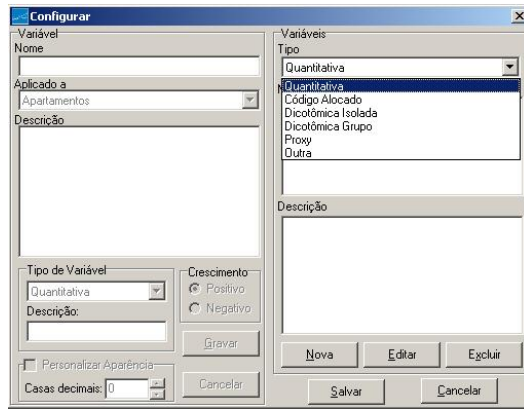 Configurar
Variável
Nome
Aplicado a
Apartamentos
Descrição
Tipo de Variável
Quantitativa
Descrição:
Crescimento
Positivo
Negativo
Gravar
Personalizar Aparência
Casas decimais: 0
Cancelar
Variáveis
Tipo
Quantitativa
Quantitativa
Código Alocado
Dicotômica Isolada
Dicotômica Grupo
Proxy
Outra
Descrição
Nova
Editar
Excluir
Salvar
Cancelar